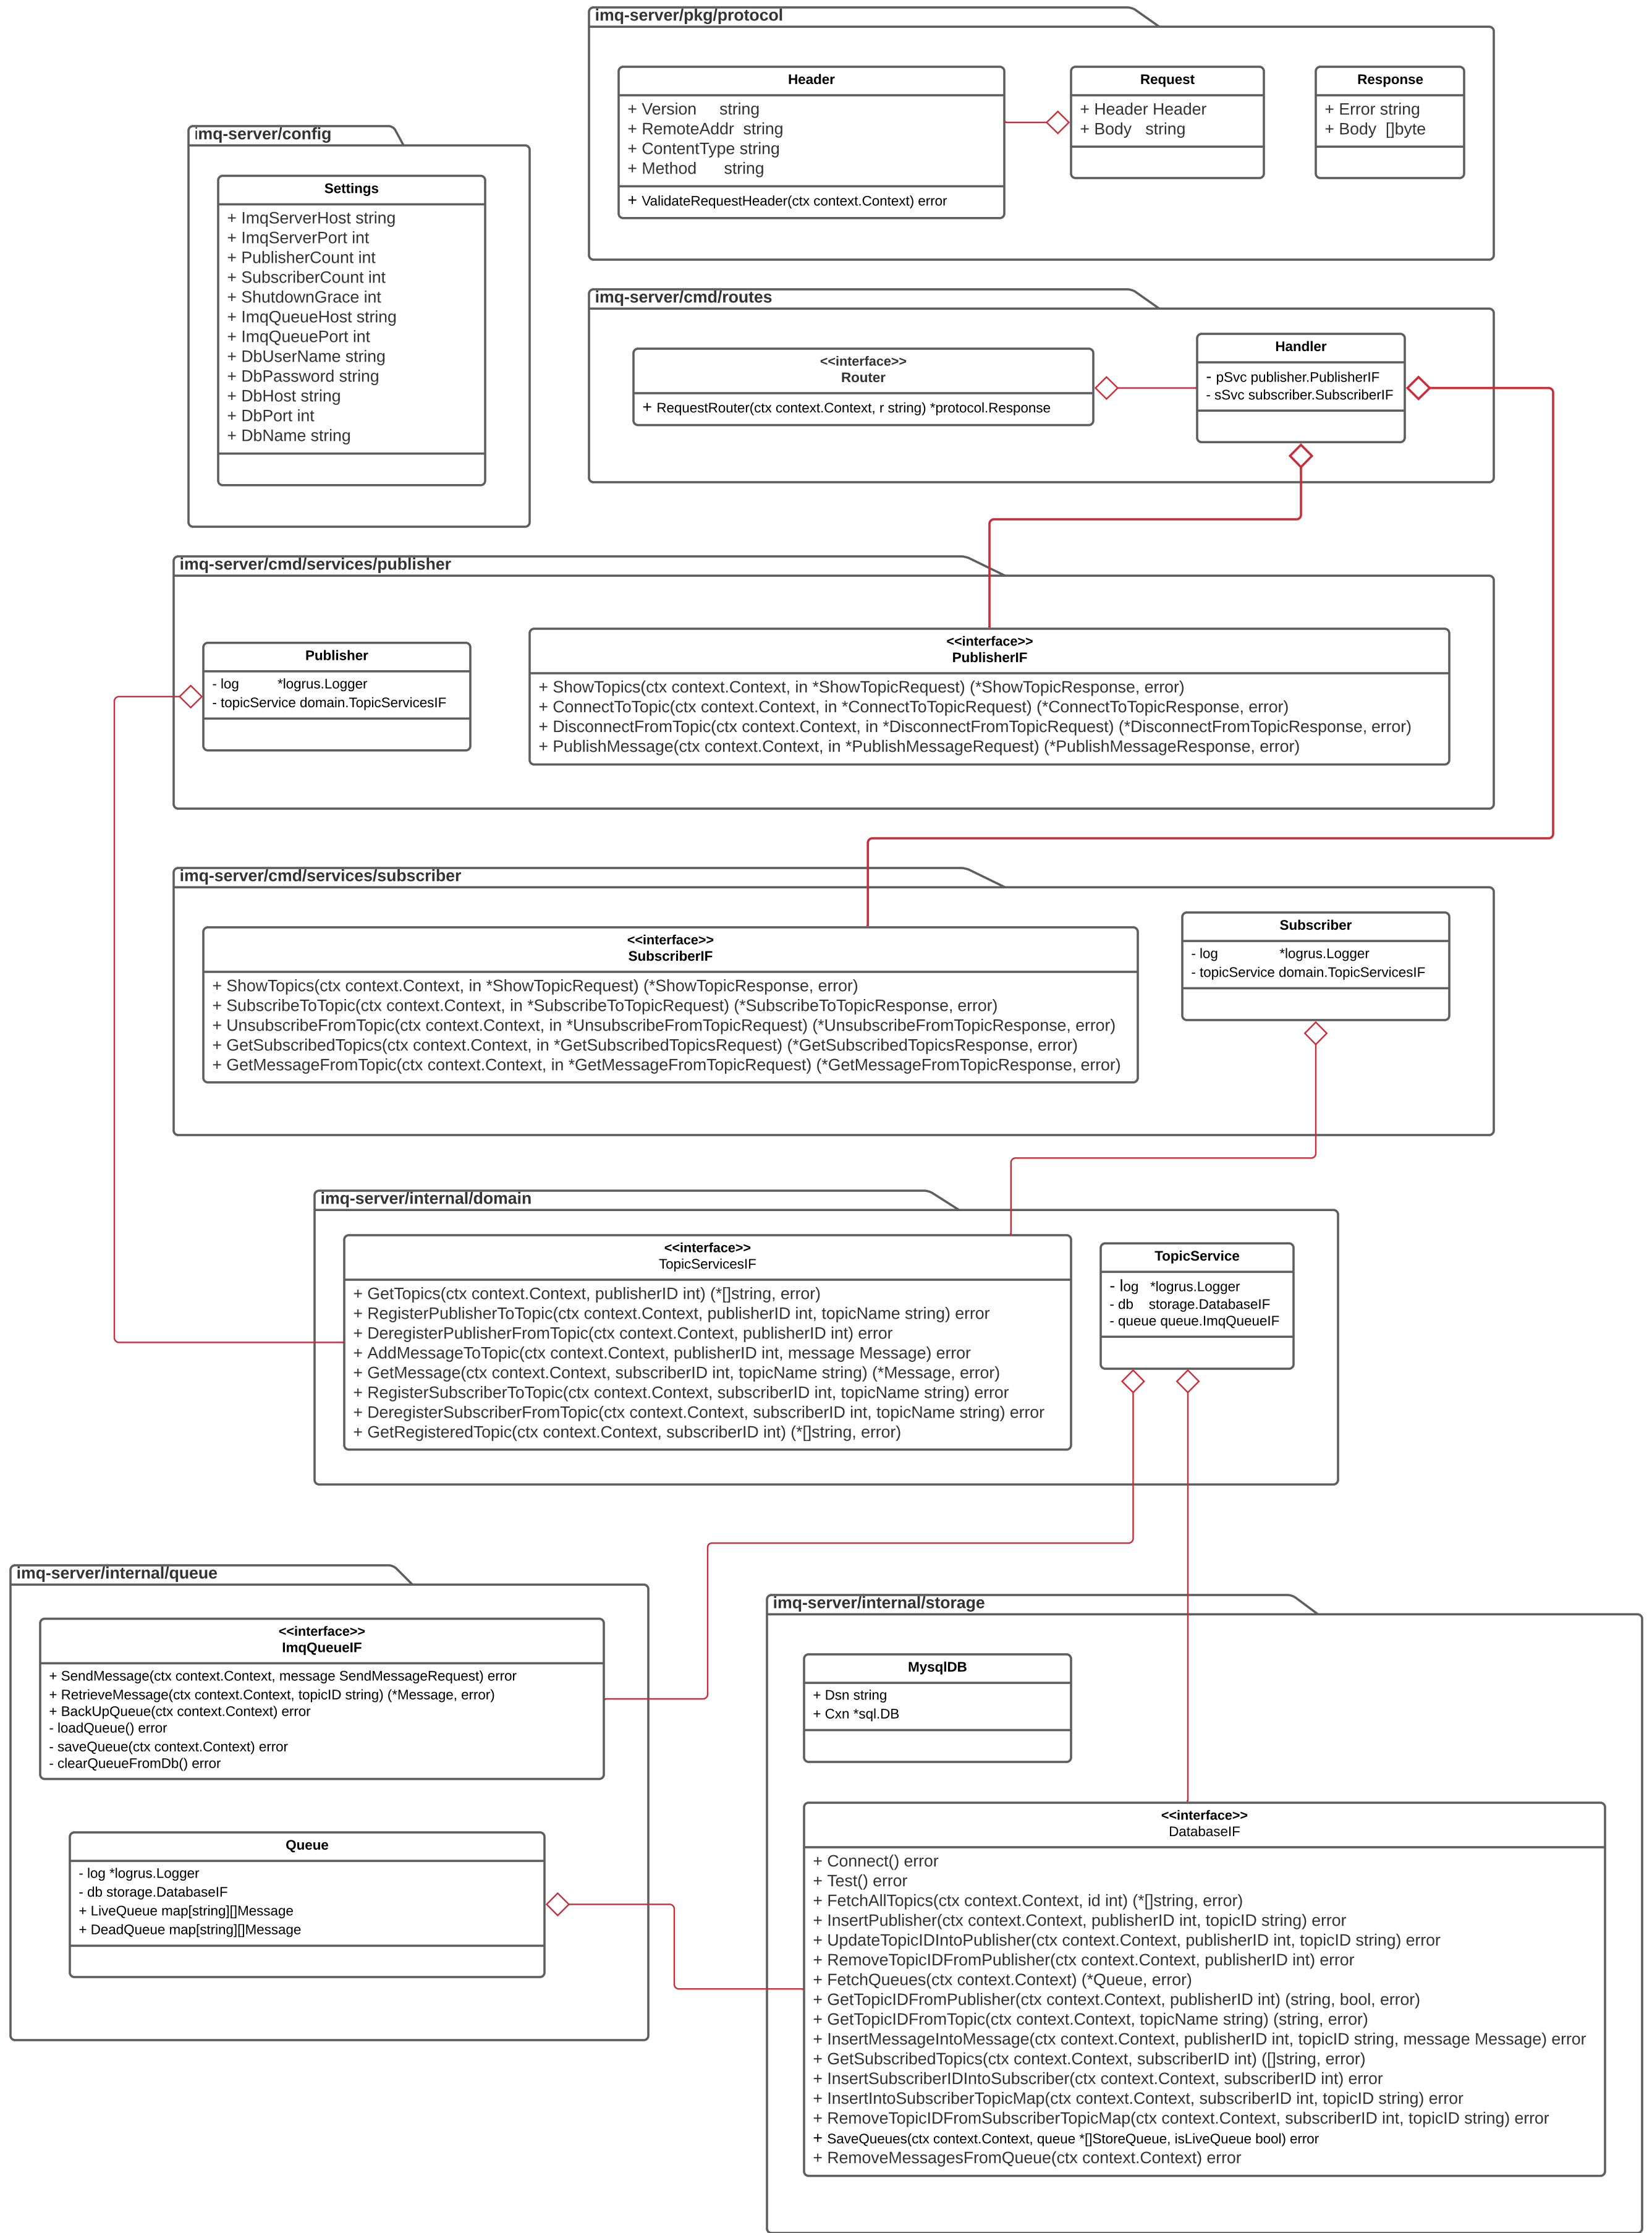 imq-server/pkg/protocol
Header
+ Version string
+ RemoteAddr string
+ ContentType string
+ Method string
+ ValidateRequestHeader(ctx context.Context) error
Request
+ Header Header
+ Body string
Response
+ Error string
+ Body []byte
imq-server/config
Settings
+ ImqServerHost string
+ ImqServerPort int
+ PublisherCount int
+ SubscriberCount int
+ ShutdownGrace int
+ ImqQueueHost string
+ ImqQueuePort int
+ DbUserName string
+ DbPassword string
+ DbHost string
+ DbPort int
+ DbName string
imq-server/cmd/routes
<<interface>>
Router
+ RequestRouter(ctx context.Context, r string) *protocol.Response
Handler
- pSvc publisher.PublisherIF
- sSvc subscriber.SubscriberIF
imq-server/cmd/services/publisher
Publisher
- log *logrus.Logger
- topicService domain.TopicServicesIF
<<interface>>
PublisherIF
+ ShowTopics(ctx context.Context, in *ShowTopicRequest) (*ShowTopicResponse, error)
+ ConnectToTopic(ctx context.Context, in *ConnectToTopicRequest) (*ConnectToTopicResponse, error)
+ DisconnectFromTopic(ctx context.Context, in *DisconnectFromTopicRequest) (*DisconnectFromTopicResponse, error)
+ PublishMessage(ctx context.Context, in *PublishMessageRequest) (*PublishMessageResponse, error)
imq-server/cmd/services/subscriber
<<interface>>
SubscriberIF
+ ShowTopics(ctx context.Context, in *ShowTopicRequest) (*ShowTopicResponse, error)
+ SubscribeToTopic(ctx context.Context, in *SubscribeToTopicRequest) (*SubscribeToTopicResponse, error)
+ UnsubscribeFromTopic(ctx context.Context, in *UnsubscribeFromTopicRequest) (*UnsubscribeFromTopicResponse, error)
+ GetSubscribedTopics(ctx context.Context, in *GetSubscribedTopicsRequest) (*GetSubscribedTopicsResponse, error)
+ GetMessageFromTopic(ctx context.Context, in *GetMessageFromTopicRequest) (*GetMessageFromTopicResponse, error)
Subscriber
- log *logrus.Logger
- topicService domain.TopicServicesIF
imq-server/internal/domain
<<interface>>
TopicServicesIF
+ GetTopics(ctx context.Context, publisherID int) (*[]string, error)
+ RegisterPublisherToTopic(ctx context.Context, publisherID int, topicName string) error
+ DeregisterPublisherFromTopic(ctx context.Context, publisherID int) error
+ AddMessageToTopic(ctx context.Context, publisherID int, message Message) error
+ GetMessage(ctx context.Context, subscriberID int, topicName string) (*Message, error)
+ RegisterSubscriberToTopic(ctx context.Context, subscriberID int, topicName string) error
+ DeregisterSubscriberFromTopic(ctx context.Context, subscriberID int, topicName string) error
+ GetRegisteredTopic(ctx context.Context, subscriberID int) (*[]string, error)
TopicService
- log *logrus.Logger
- db storage.DatabaseIF
- queue queue.ImqQueueIF
imq-server/internal/queue
<<interface>>
ImqQueueIF
+ SendMessage(ctx context.Context, message SendMessageRequest) error
+ RetrieveMessage(ctx context.Context, topicID string) (*Message, error)
+ BackUpQueue(ctx context.Context) error
- loadQueue() error
- saveQueue(ctx context.Context) error
- clearQueueFromDb() error
Queue
- log *logrus.Logger
- db storage.DatabaseIF
+ LiveQueue map[string][]Message
+ DeadQueue map[string][]Message
imq-server/internal/storage
MysqlDB
+ Dsn string
+ Cxn *sql.DB
<<interface>>
DatabaseIF
+ Connect() error
+ Test() error
+ FetchAllTopics(ctx context.Context, id int) (*[]string, error)
+ InsertPublisher(ctx context.Context, publisherID int, topicID string) error
+ UpdateTopicIDIntoPublisher(ctx context.Context, publisherID int, topicID string) error
+ RemoveTopicIDFromPublisher(ctx context.Context, publisherID int) error
+ FetchQueues(ctx context.Context) (*Queue, error)
+ GetTopicIDFromPublisher(ctx context.Context, publisherID int) (string, bool, error)
+ GetTopicIDFromTopic(ctx context.Context, topicName string) (string, error)
+ InsertMessageIntoMessage(ctx context.Context, publisherID int, topicID string, message Message) error
+ GetSubscribedTopics(ctx context.Context, subscriberID int) ([]string, error)
+ InsertSubscriberIDIntoSubscriber(ctx context.Context, subscriberID int) error
+ InsertIntoSubscriberTopicMap(ctx context.Context, subscriberID int, topicID string) error
+ RemoveTopicIDFromSubscriberTopicMap(ctx context.Context, subscriberID int, topicID string) error
+ SaveQueues(ctx context.Context, queue *[]StoreQueue, isLiveQueue bool) error
+ RemoveMessagesFromQueue(ctx context.Context) error